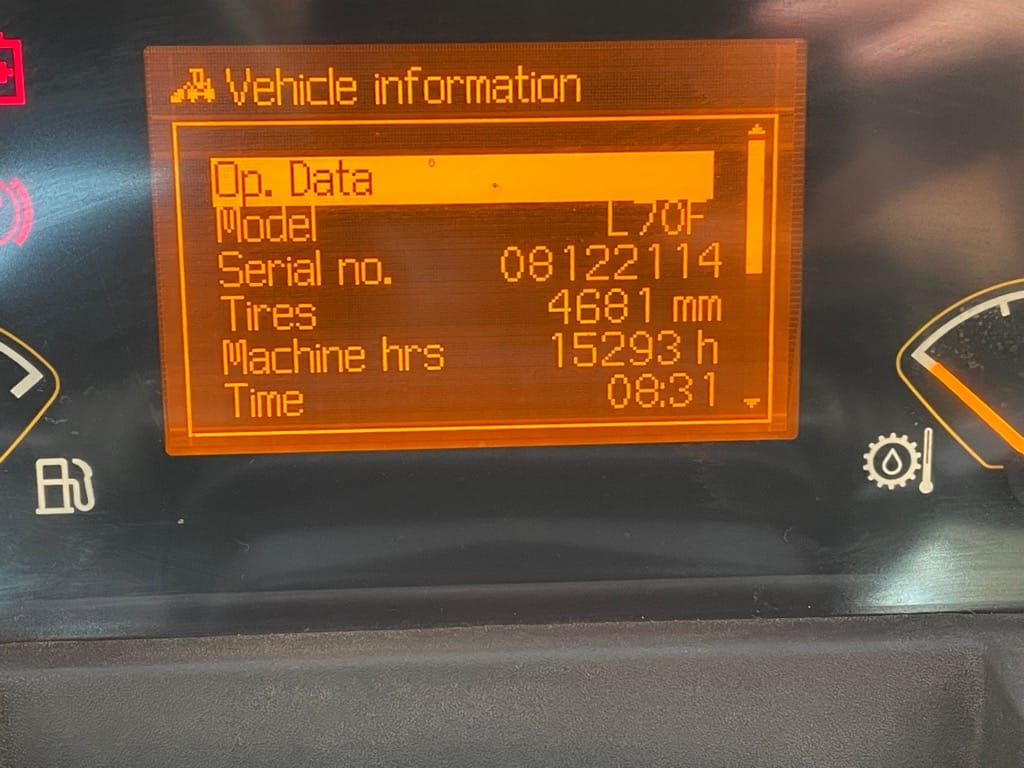 Vehicle information
Op. Data
Model L70F
Serial no. 08122114
Tires 4681 mm
Machine hrs 15293 h
Time 08:31